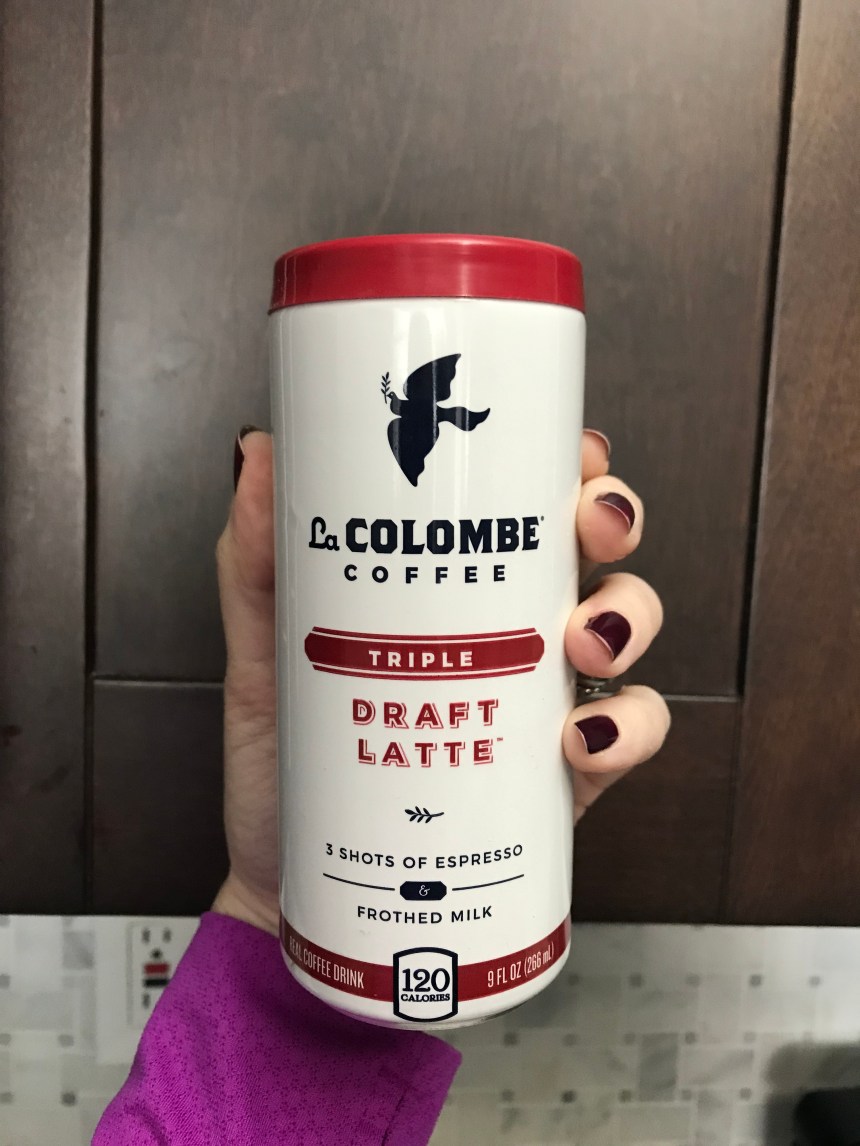 La COLOMBE®
COFFEE
TRIPLE
DRAFT
LATTE™
3 SHOTS OF ESPRESSO
&
FROTHED MILK
REAL COFFEE DRINK
120
CALORIES
9 FL OZ (266 mL)